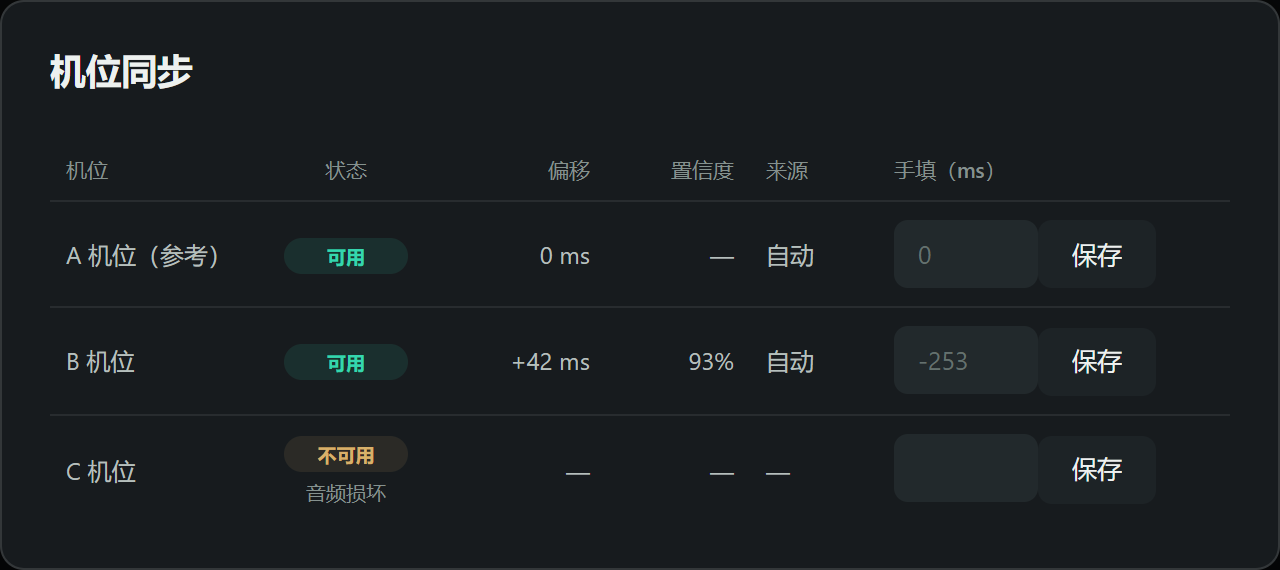 机位同步
机位 状态 偏移 置信度 来源 手填（ms）
A 机位（参考） 可用 0 ms — 自动 0 保存
B 机位 可用 +42 ms 93% 自动 -253 保存
C 机位 不可用 — — — 保存
音频损坏